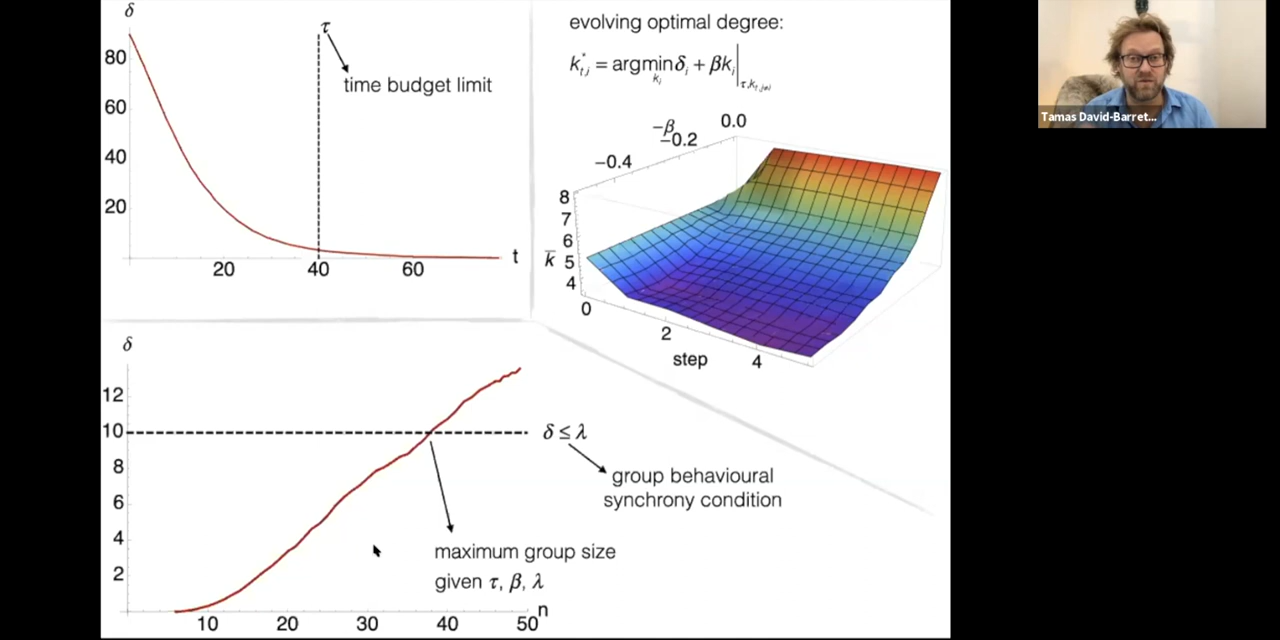 δ
80
60
40
20
20
40
60
t
τ
time budget limit
evolving optimal degree:
k*t,i = argmin δi + βki|
ki
−β
0.0
−0.2
−0.4
8
7
6
5
4
k̅
0
2
4
step
δ
12
10
8
6
4
2
10
20
30
40
50
n
δ ≤ λ
group behavioural
synchrony condition
maximum group size
given τ, β, λ
Tamas David-Barret...